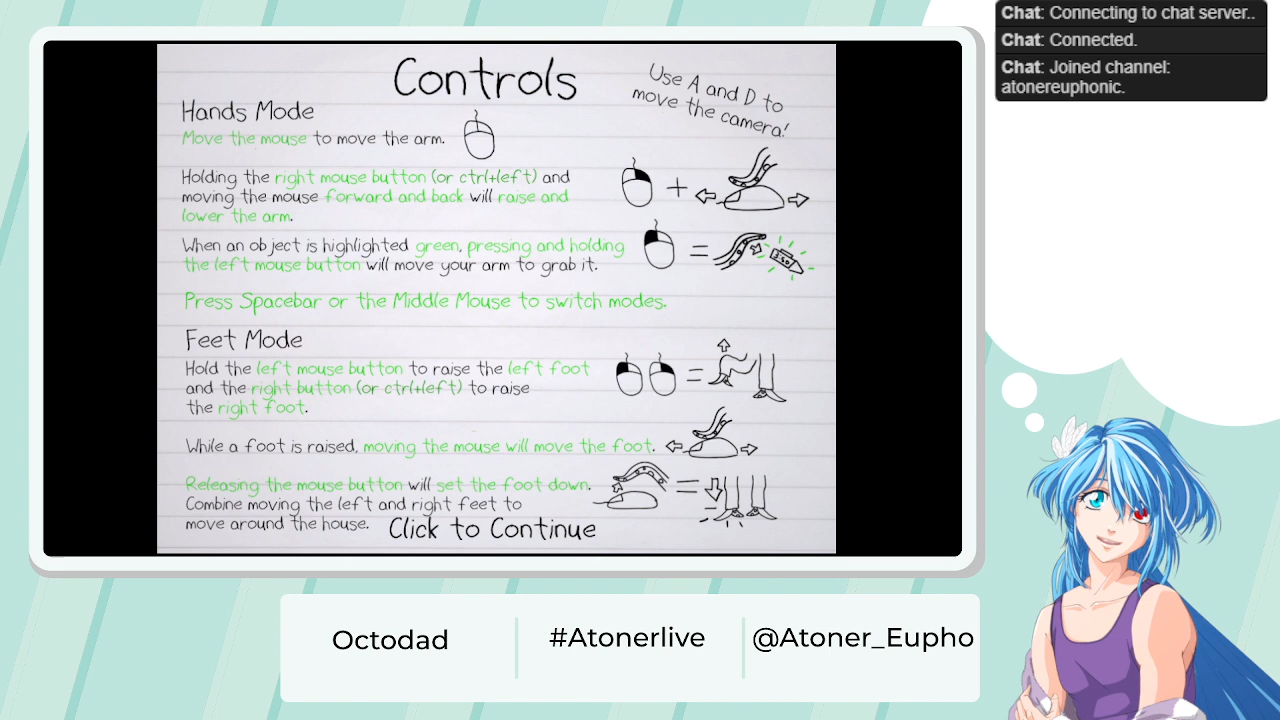 Controls
Use A and D to
move the camera!
Hands Mode
Move the mouse to move the arm.
Holding the right mouse button (or ctrl+left) and
moving the mouse forward and back will raise and
lower the arm.
When an object is highlighted green, pressing and holding
the left mouse button will move your arm to grab it.
Press Spacebar or the Middle Mouse to switch modes.
Feet Mode
Hold the left mouse button to raise the left foot
and the right button (or ctrl+left) to raise
the right foot.
While a foot is raised, moving the mouse will move the foot.
Releasing the mouse button will set the foot down.
Combine moving the left and right feet to
move around the house.
Click to Continue
Chat: Connecting to chat server..
Chat: Connected.
Chat: Joined channel:
atonereuphonic.
Octodad
#Atonerlive
@Atoner_Eupho